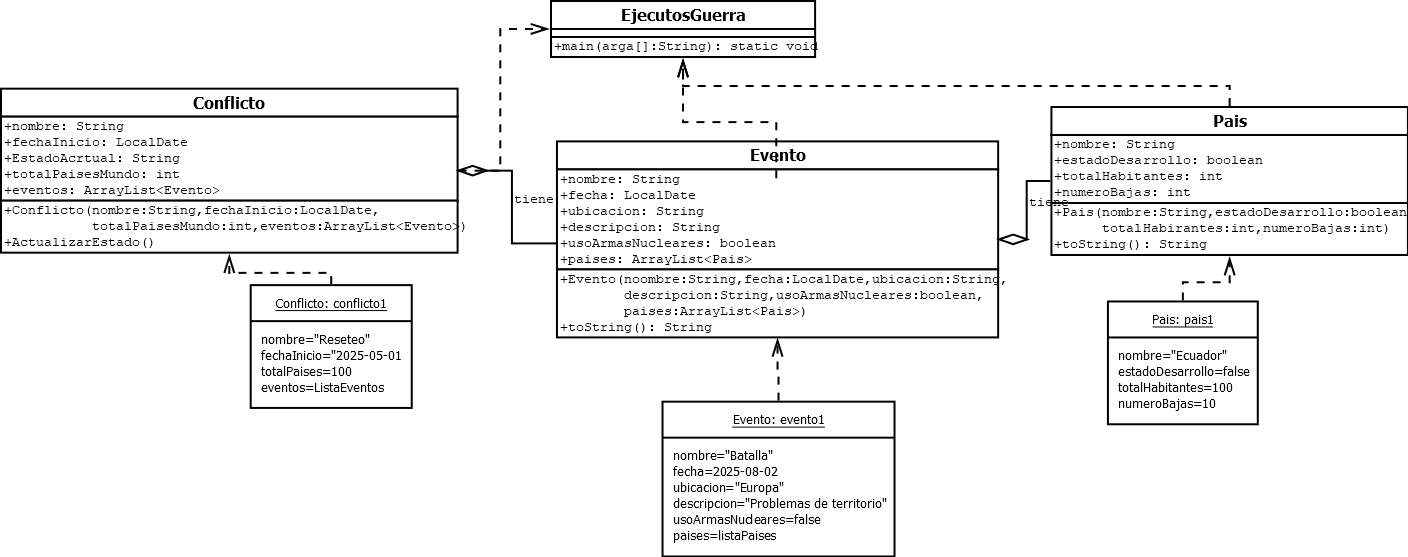 EjecutosGuerra
+main(arga[]:String): static void
Conflicto
+nombre: String
+fechaInicio: LocalDate
+EstadoAcrtual: String
+totalPaisesMundo: int
+eventos: ArrayList<Evento>
+Conflicto(nombre:String,fechaInicio:LocalDate,
totalPaisesMundo:int,eventos:ArrayList<Evento>)
+ActualizarEstado()
tiene
Evento
+nombre: String
+fecha: LocalDate
+ubicacion: String
+descripcion: String
+usoArmasNucleares: boolean
+paises: ArrayList<Pais>
+Evento(noombre:String,fecha:LocalDate,ubicacion:String,
descripcion:String,usoArmasNucleares:boolean,
paises:ArrayList<Pais>)
+toString(): String
tiene
Pais
+nombre: String
+estadoDesarrollo: boolean
+totalHabitantes: int
+numeroBajas: int
+Pais(nombre:String,estadoDesarrollo:boolean
totalHabirantes:int,numeroBajas:int)
+toString(): String
Conflicto: conflicto1
nombre="Reseteo"
fechaInicio="2025-05-01
totalPaises=100
eventos=ListaEventos
Evento: evento1
nombre="Batalla"
fecha=2025-08-02
ubicacion="Europa"
descripcion="Problemas de territorio"
usoArmasNucleares=false
paises=listaPaises
Pais: pais1
nombre="Ecuador"
estadoDesarrollo=false
totalHabitantes=100
numeroBajas=10